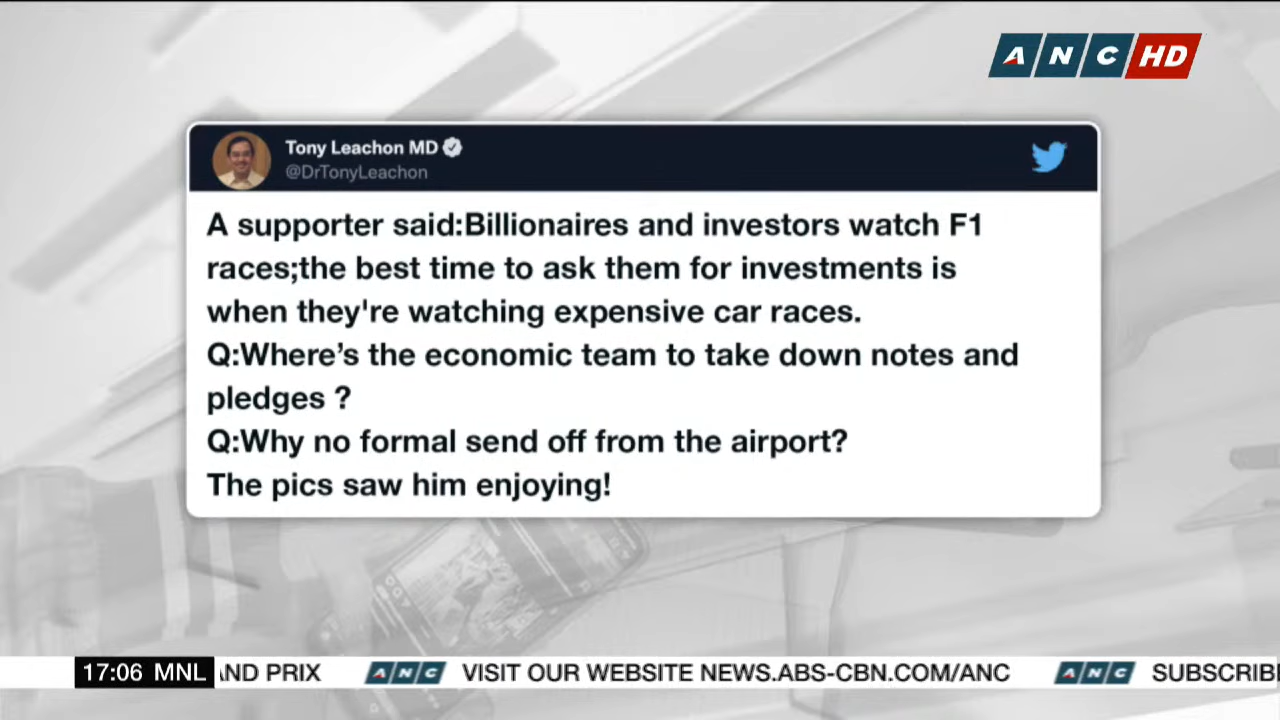 ANC HD
Tony Leachon MD
@DrTonyLeachon
A supporter said:Billionaires and investors watch F1
races;the best time to ask them for investments is
when they're watching expensive car races.
Q:Where’s the economic team to take down notes and
pledges ?
Q:Why no formal send off from the airport?
The pics saw him enjoying!
17:06 MNL ND PRIX ANC VISIT OUR WEBSITE NEWS.ABS-CBN.COM/ANC ANC SUBSCRIB